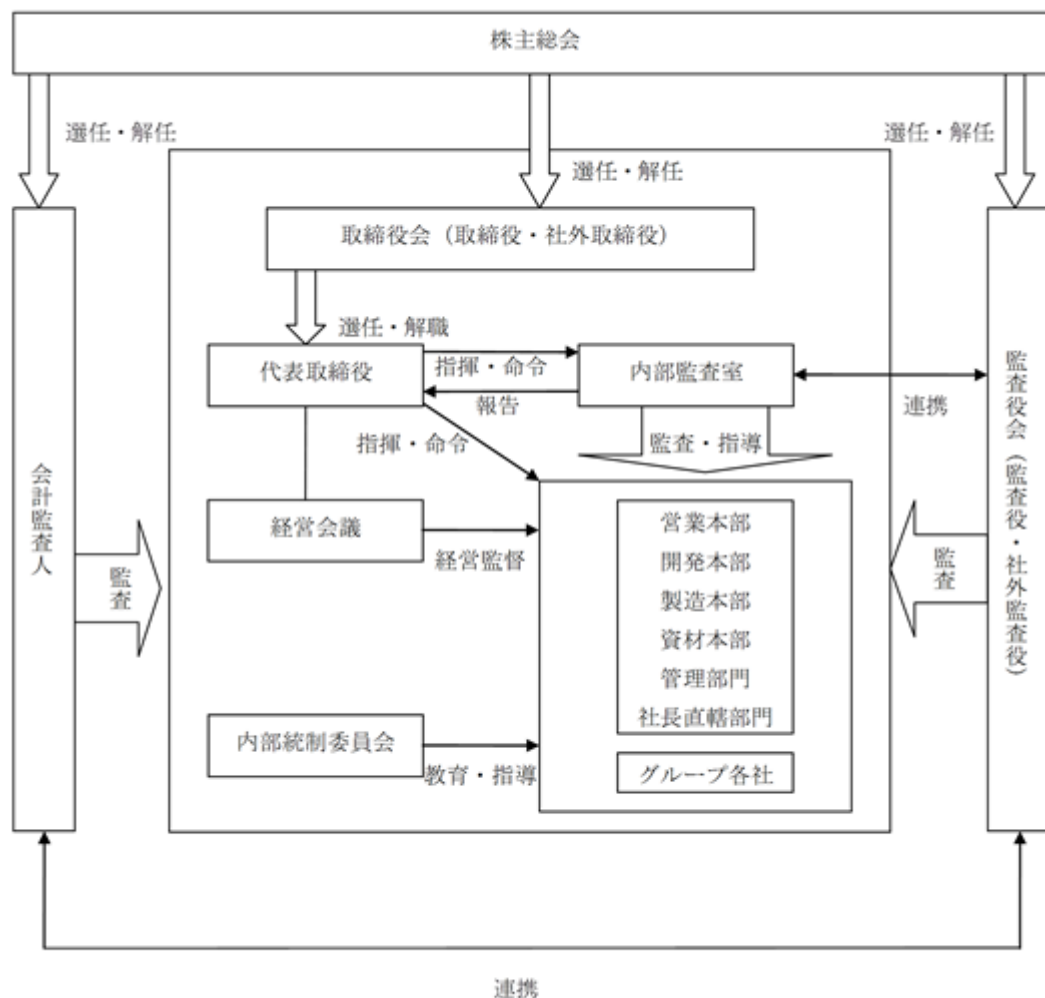 株主総会
選任・解任
選任・解任
選任・解任
取締役会（取締役・社外取締役）
選任・解職
代表取締役
指揮・命令
報告
内部監査室
連携
指揮・命令
監査・指導
会計監査人
監査
経営会議
経営監督
営業本部
開発本部
製造本部
資材本部
管理部門
社長直轄部門
グループ各社
内部統制委員会
教育・指導
監査
監査役会（監査役・社外監査役）
連携